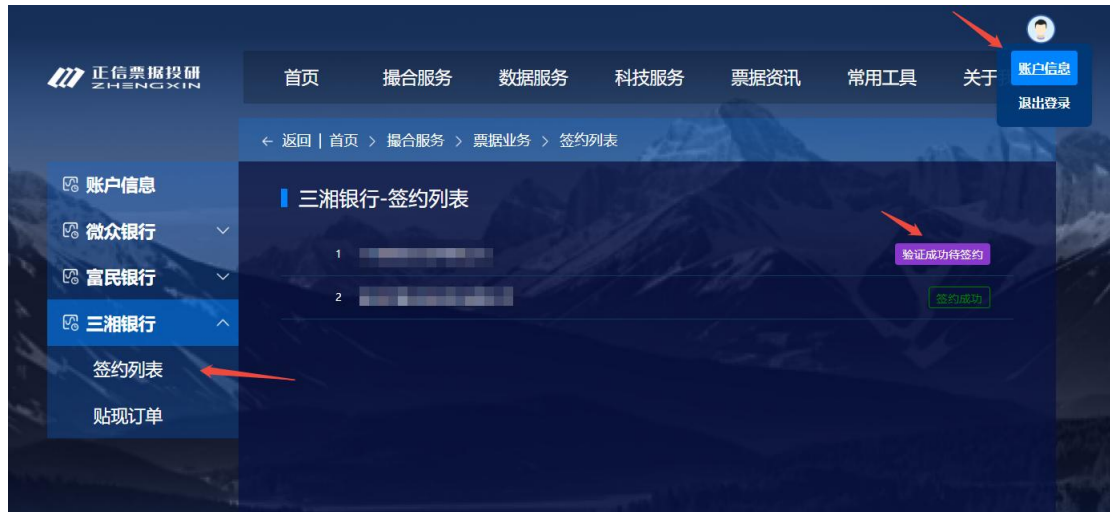 正信票据投研
ZHENGXIN
首页 撮合服务 数据服务 科技服务 票据资讯 常用工具 关于
账户信息
退出登录
← 返回 | 首页 > 撮合服务 > 票据业务 > 签约列表
账户信息
微众银行
富民银行
三湘银行
签约列表
贴现订单
三湘银行-签约列表
1 验证成功待签约
2 签约成功